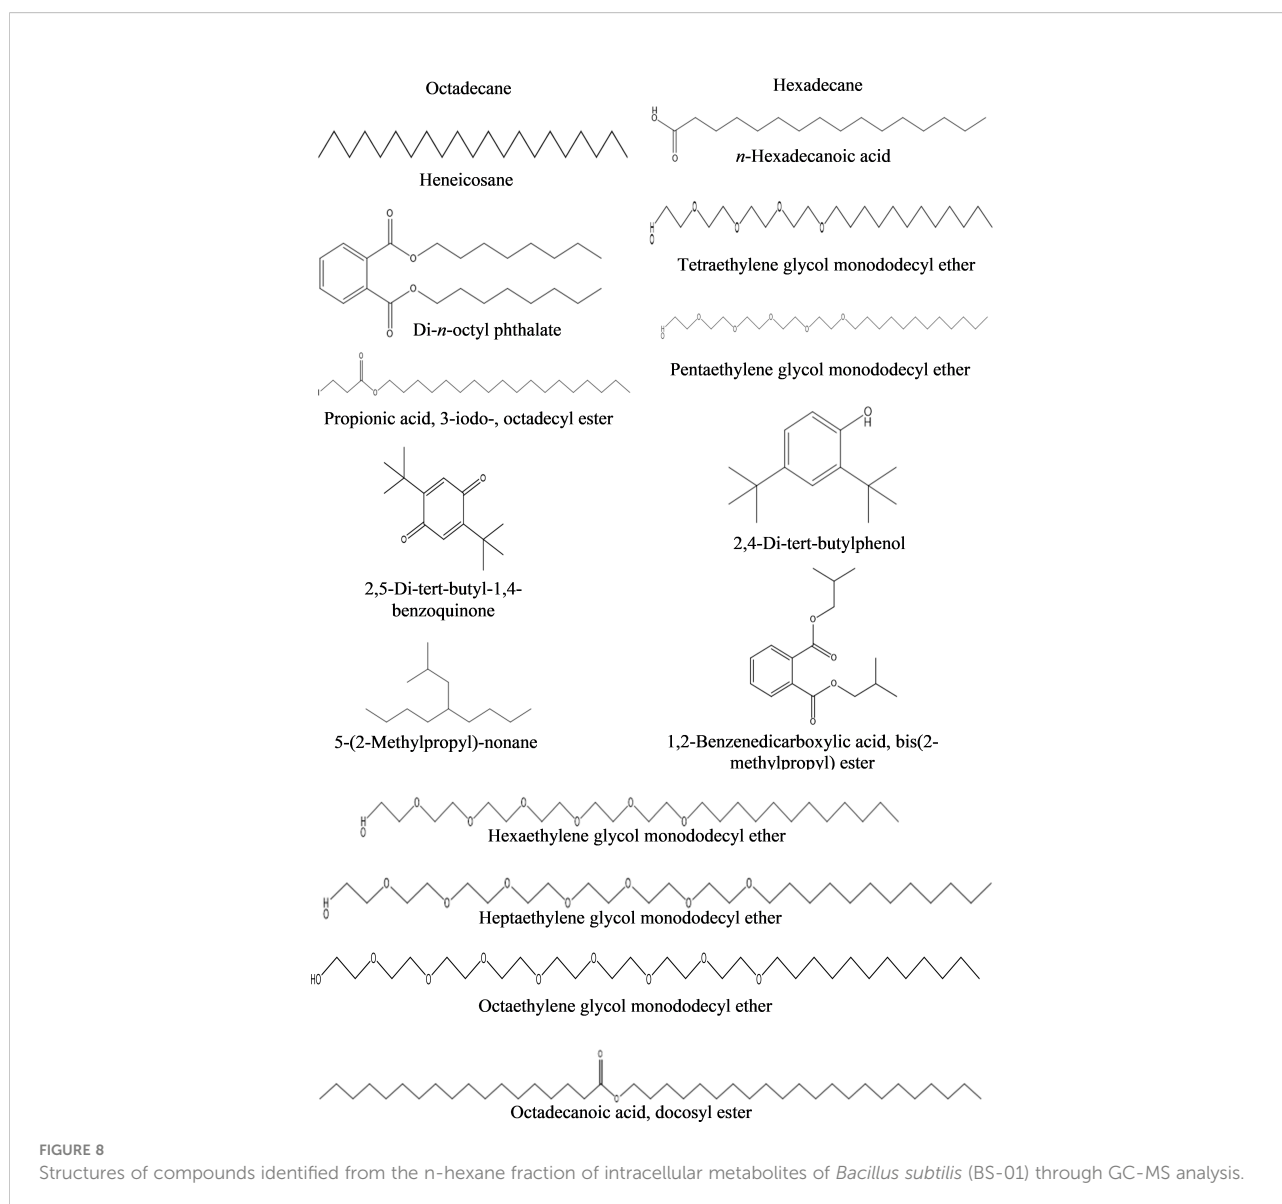 Octadecane
Hexadecane
H
O
O
n-Hexadecanoic acid
Heneicosane
O
O
O
O
Di-n-octyl phthalate
O
O
O
O
H
O
Tetraethylene glycol monododecyl ether
O
O
O
O
O
H
O
Pentaethylene glycol monododecyl ether
O
I
O
Propionic acid, 3-iodo-, octadecyl ester
O
H
2,4-Di-tert-butylphenol
O
O
2,5-Di-tert-butyl-1,4-
benzoquinone
O
O
O
O
1,2-Benzenedicarboxylic acid, bis(2-
methylpropyl) ester
5-(2-Methylpropyl)-nonane
O
O
O
O
O
O
H
O
Hexaethylene glycol monododecyl ether
O
O
O
O
O
O
O
H
O
Heptaethylene glycol monododecyl ether
HO
O
O
O
O
O
O
O
O
Octaethylene glycol monododecyl ether
O
O
Octadecanoic acid, docosyl ester
FIGURE 8
Structures of compounds identified from the n-hexane fraction of intracellular metabolites of Bacillus subtilis (BS-01) through GC-MS analysis.